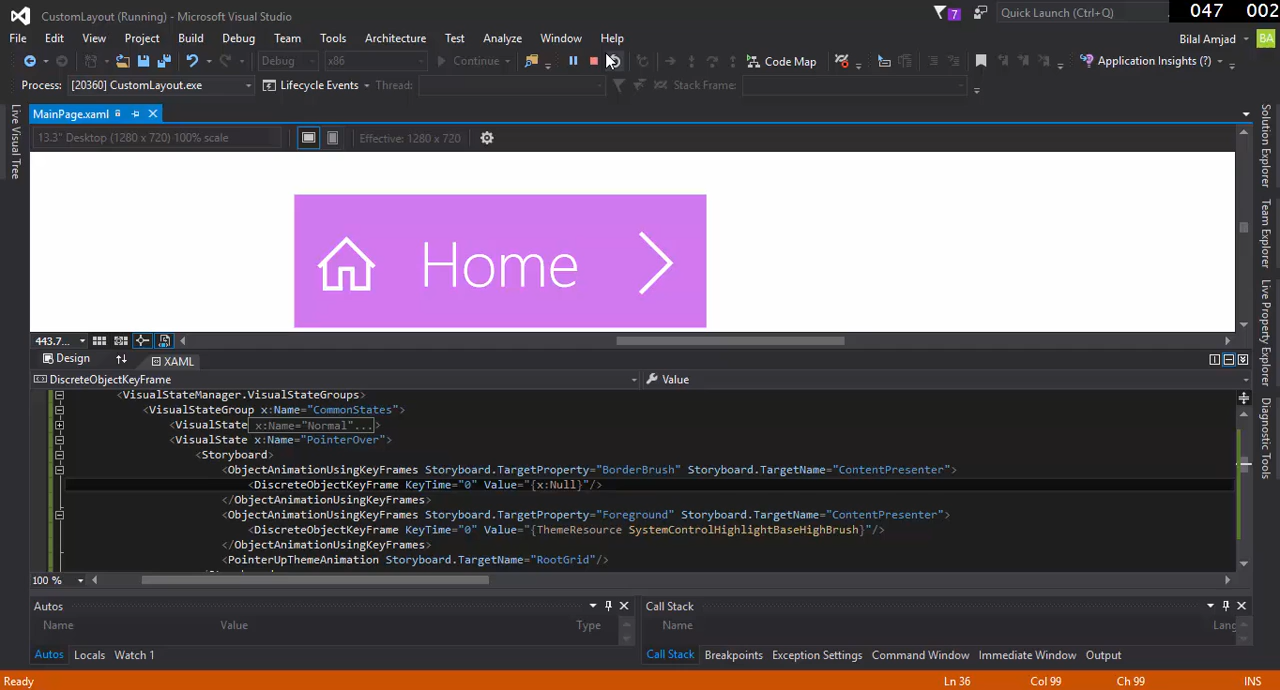 CustomLayout (Running) - Microsoft Visual Studio
7
Quick Launch (Ctrl+Q)
047 002
File Edit View Project Build Debug Team Tools Architecture Test Analyze Window Help
Bilal Amjad
BA
Debug x86 Continue Code Map Application Insights (?)
Process: [20360] CustomLayout.exe Lifecycle Events Thread: Stack Frame:
MainPage.xaml
13.3" Desktop (1280 x 720) 100% scale Effective: 1280 x 720
Live Visual Tree
Solution Explorer
Team Explorer
Live Property Explorer
Diagnostic Tools
Home
443.7...
Design XAML
DiscreteObjectKeyFrame Value
<VisualStateManager.VisualStateGroups>
<VisualStateGroup x:Name="CommonStates">
<VisualState x:Name="Normal"...>
<VisualState x:Name="PointerOver">
<Storyboard>
<ObjectAnimationUsingKeyFrames Storyboard.TargetProperty="BorderBrush" Storyboard.TargetName="ContentPresenter">
<DiscreteObjectKeyFrame KeyTime="0" Value="{x:Null}"/>
</ObjectAnimationUsingKeyFrames>
<ObjectAnimationUsingKeyFrames Storyboard.TargetProperty="Foreground" Storyboard.TargetName="ContentPresenter">
<DiscreteObjectKeyFrame KeyTime="0" Value="{ThemeResource SystemControlHighlightBaseHighBrush}"/>
</ObjectAnimationUsingKeyFrames>
<PointerUpThemeAnimation Storyboard.TargetName="RootGrid"/>
100 %
Autos
Name Value Type
Autos Locals Watch 1
Call Stack
Name Lang
Call Stack Breakpoints Exception Settings Command Window Immediate Window Output
Ready Ln 36 Col 99 Ch 99 INS